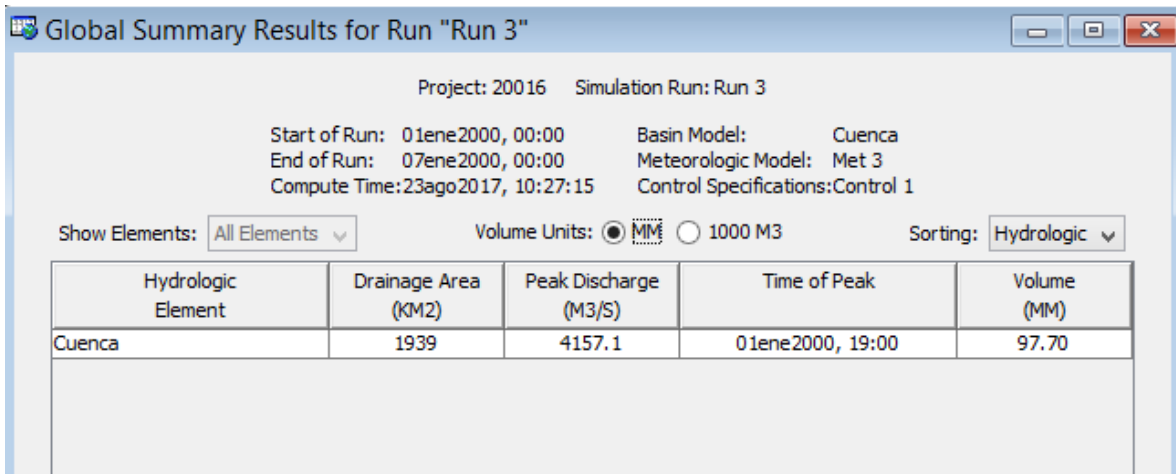 Global Summary Results for Run "Run 3"
Project: 20016 Simulation Run: Run 3
Start of Run: 01ene2000, 00:00 Basin Model: Cuenca
End of Run: 07ene2000, 00:00 Meteorologic Model: Met 3
Compute Time:23ago2017, 10:27:15 Control Specifications:Control 1
Show Elements: All Elements Volume Units: MM 1000 M3 Sorting: Hydrologic
Hydrologic Drainage Area Peak Discharge Time of Peak Volume
Element (KM2) (M3/S) (MM)
Cuenca 1939 4157.1 01ene2000, 19:00 97.70